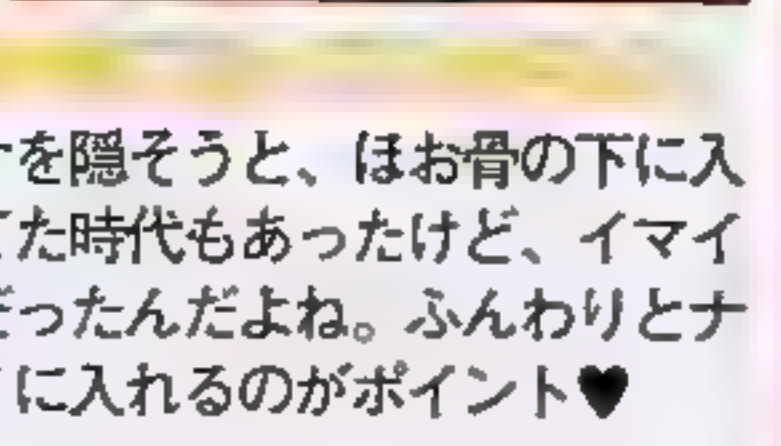 を隠そうと、ほお骨の下に入
てた時代もあったけど、イマイ
だったんだよね。ふんわりとナ
に入れるのがポイント♥